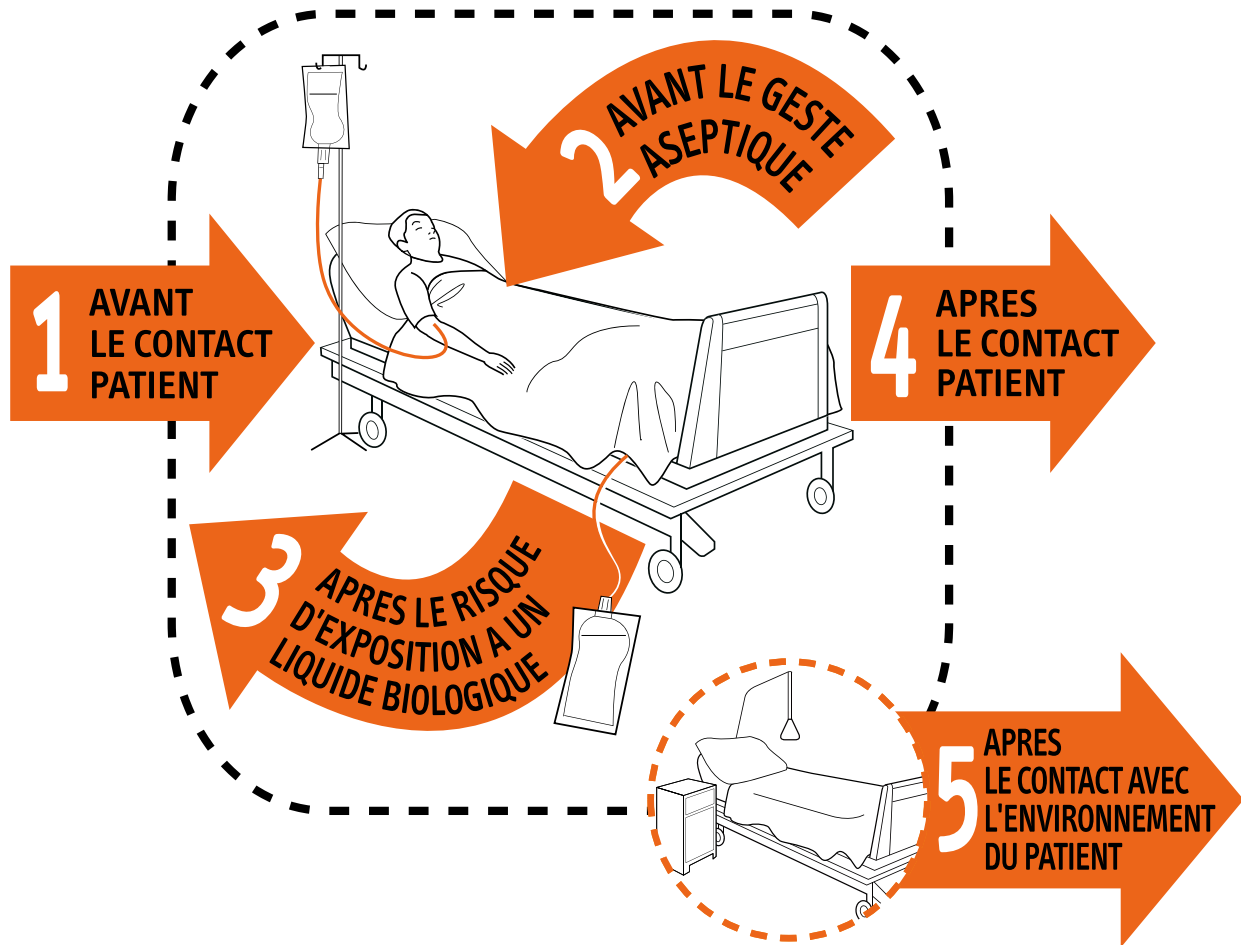 1
AVANT
LE CONTACT
PATIENT
2
AVANT LE GESTE
ASEPTIQUE
3
APRES LE RISQUE
D'EXPOSITION A UN
LIQUIDE BIOLOGIQUE
4
APRES
LE CONTACT
PATIENT
5
APRES
LE CONTACT AVEC
L'ENVIRONNEMENT
DU PATIENT